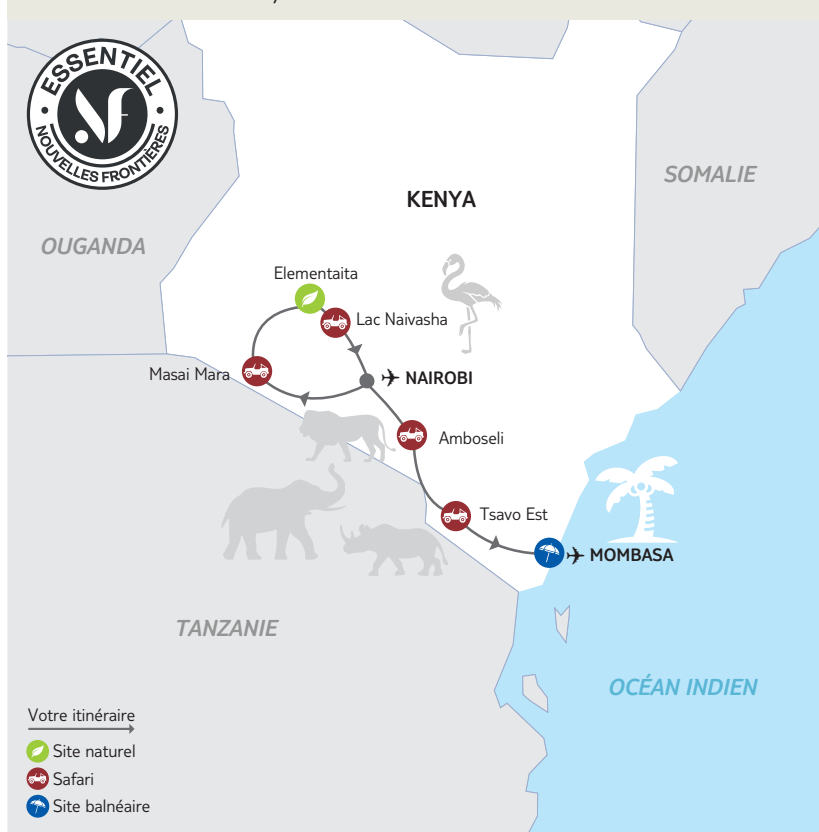 ESSENTIEL
NF
NOUVELLES FRONTIÈRES
SOMALIE
KENYA
OUGANDA
Elementaita
Lac Naivasha
Masai Mara
NAIROBI
Amboseli
Tsavo Est
MOMBASA
TANZANIE
OCÉAN INDIEN
Votre itinéraire
Site naturel
Safari
Site balnéaire